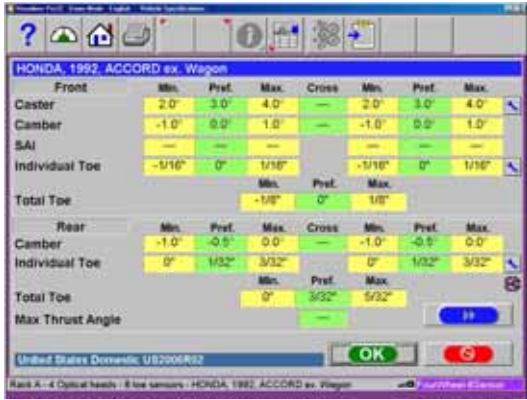 ?
HONDA, 1992, ACCORD ex. Wagon
Front Min. Pref. Max. Cross Min. Pref. Max.
Caster 2.0° 3.0° 4.0° --- 2.0° 3.0° 4.0°
Camber -1.0° 0.0° 1.0° --- -1.0° 0.0° 1.0°
SAI --- --- --- --- --- ---
Individual Toe -1/16" 0" 1/16" -1/16" 0" 1/16"
Min. Pref. Max.
Total Toe -1/8" 0" 1/8"
Rear Min. Pref. Max. Cross Min. Pref. Max.
Camber -1.0° -0.5° 0.0° --- -1.0° -0.5° 0.0°
Individual Toe 0" 1/32" 3/32" 0" 1/32" 3/32"
Min. Pref. Max.
Total Toe 0" 3/32" 5/32"
Max Thrust Angle ---
OK
United States Domestic US2006R02
Rack A - 4 Optical heads - 8 toe sensors - HONDA, 1992, ACCORD ex. Wagon